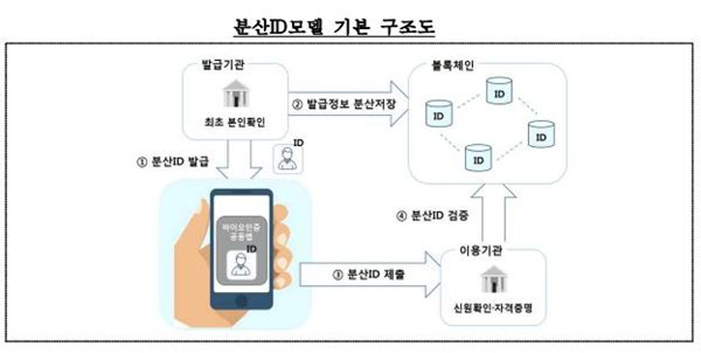 분산ID모델 기본 구조도
발급기관
최초 본인확인
② 발급정보 분산저장
블록체인
ID
ID
ID
ID
① 분산ID 발급
ID
바이오인증
공동앱
ID
③ 분산ID 제출
④ 분산ID 검증
이용기관
신원확인·자격증명